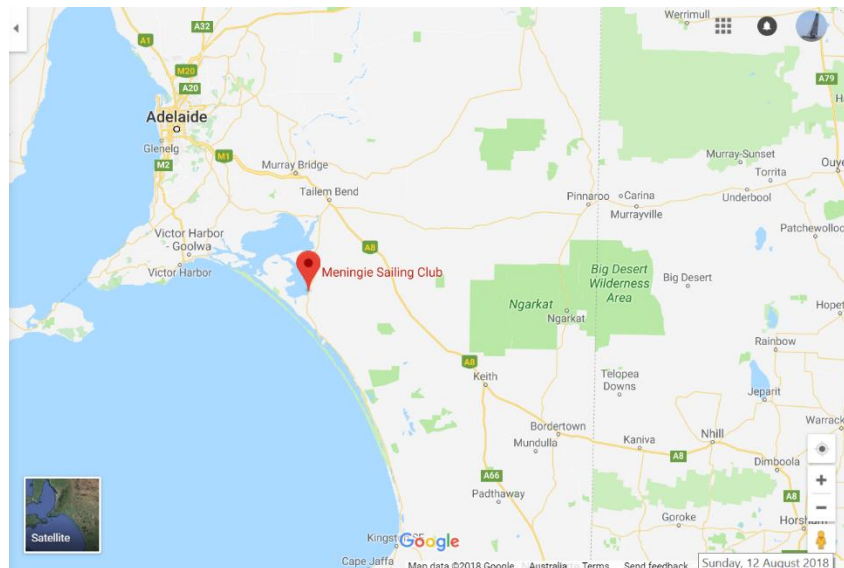 Werrimull
A32
A1
M20
A20
A79
Adelaide
Glenelg
M1
M2
Murray Bridge
Murray-Sunset
Torrita
Tailem Bend
Pinnaroo
Carina
Underbool
Murrayville
Patchewolloc
Victor Harbor
- Goolwa
A8
Victor Harbor
Meningie Sailing Club
Big Desert
Wilderness
Area
Big Desert
Ngarkat
Ngarkat
Hopet
Rainbow
A8
Keith
Telopea
Downs
Jeparit
Bordertown
Warrack
Mundulla
Kaniva
Nhill
A8
Dimboola
A66
A8
Padthaway
Satellite
Goroke
Google
Cape Jaffa
Map data ©2018 Google
Australia
Terms
Send feedback
Sunday, 12 August 2018